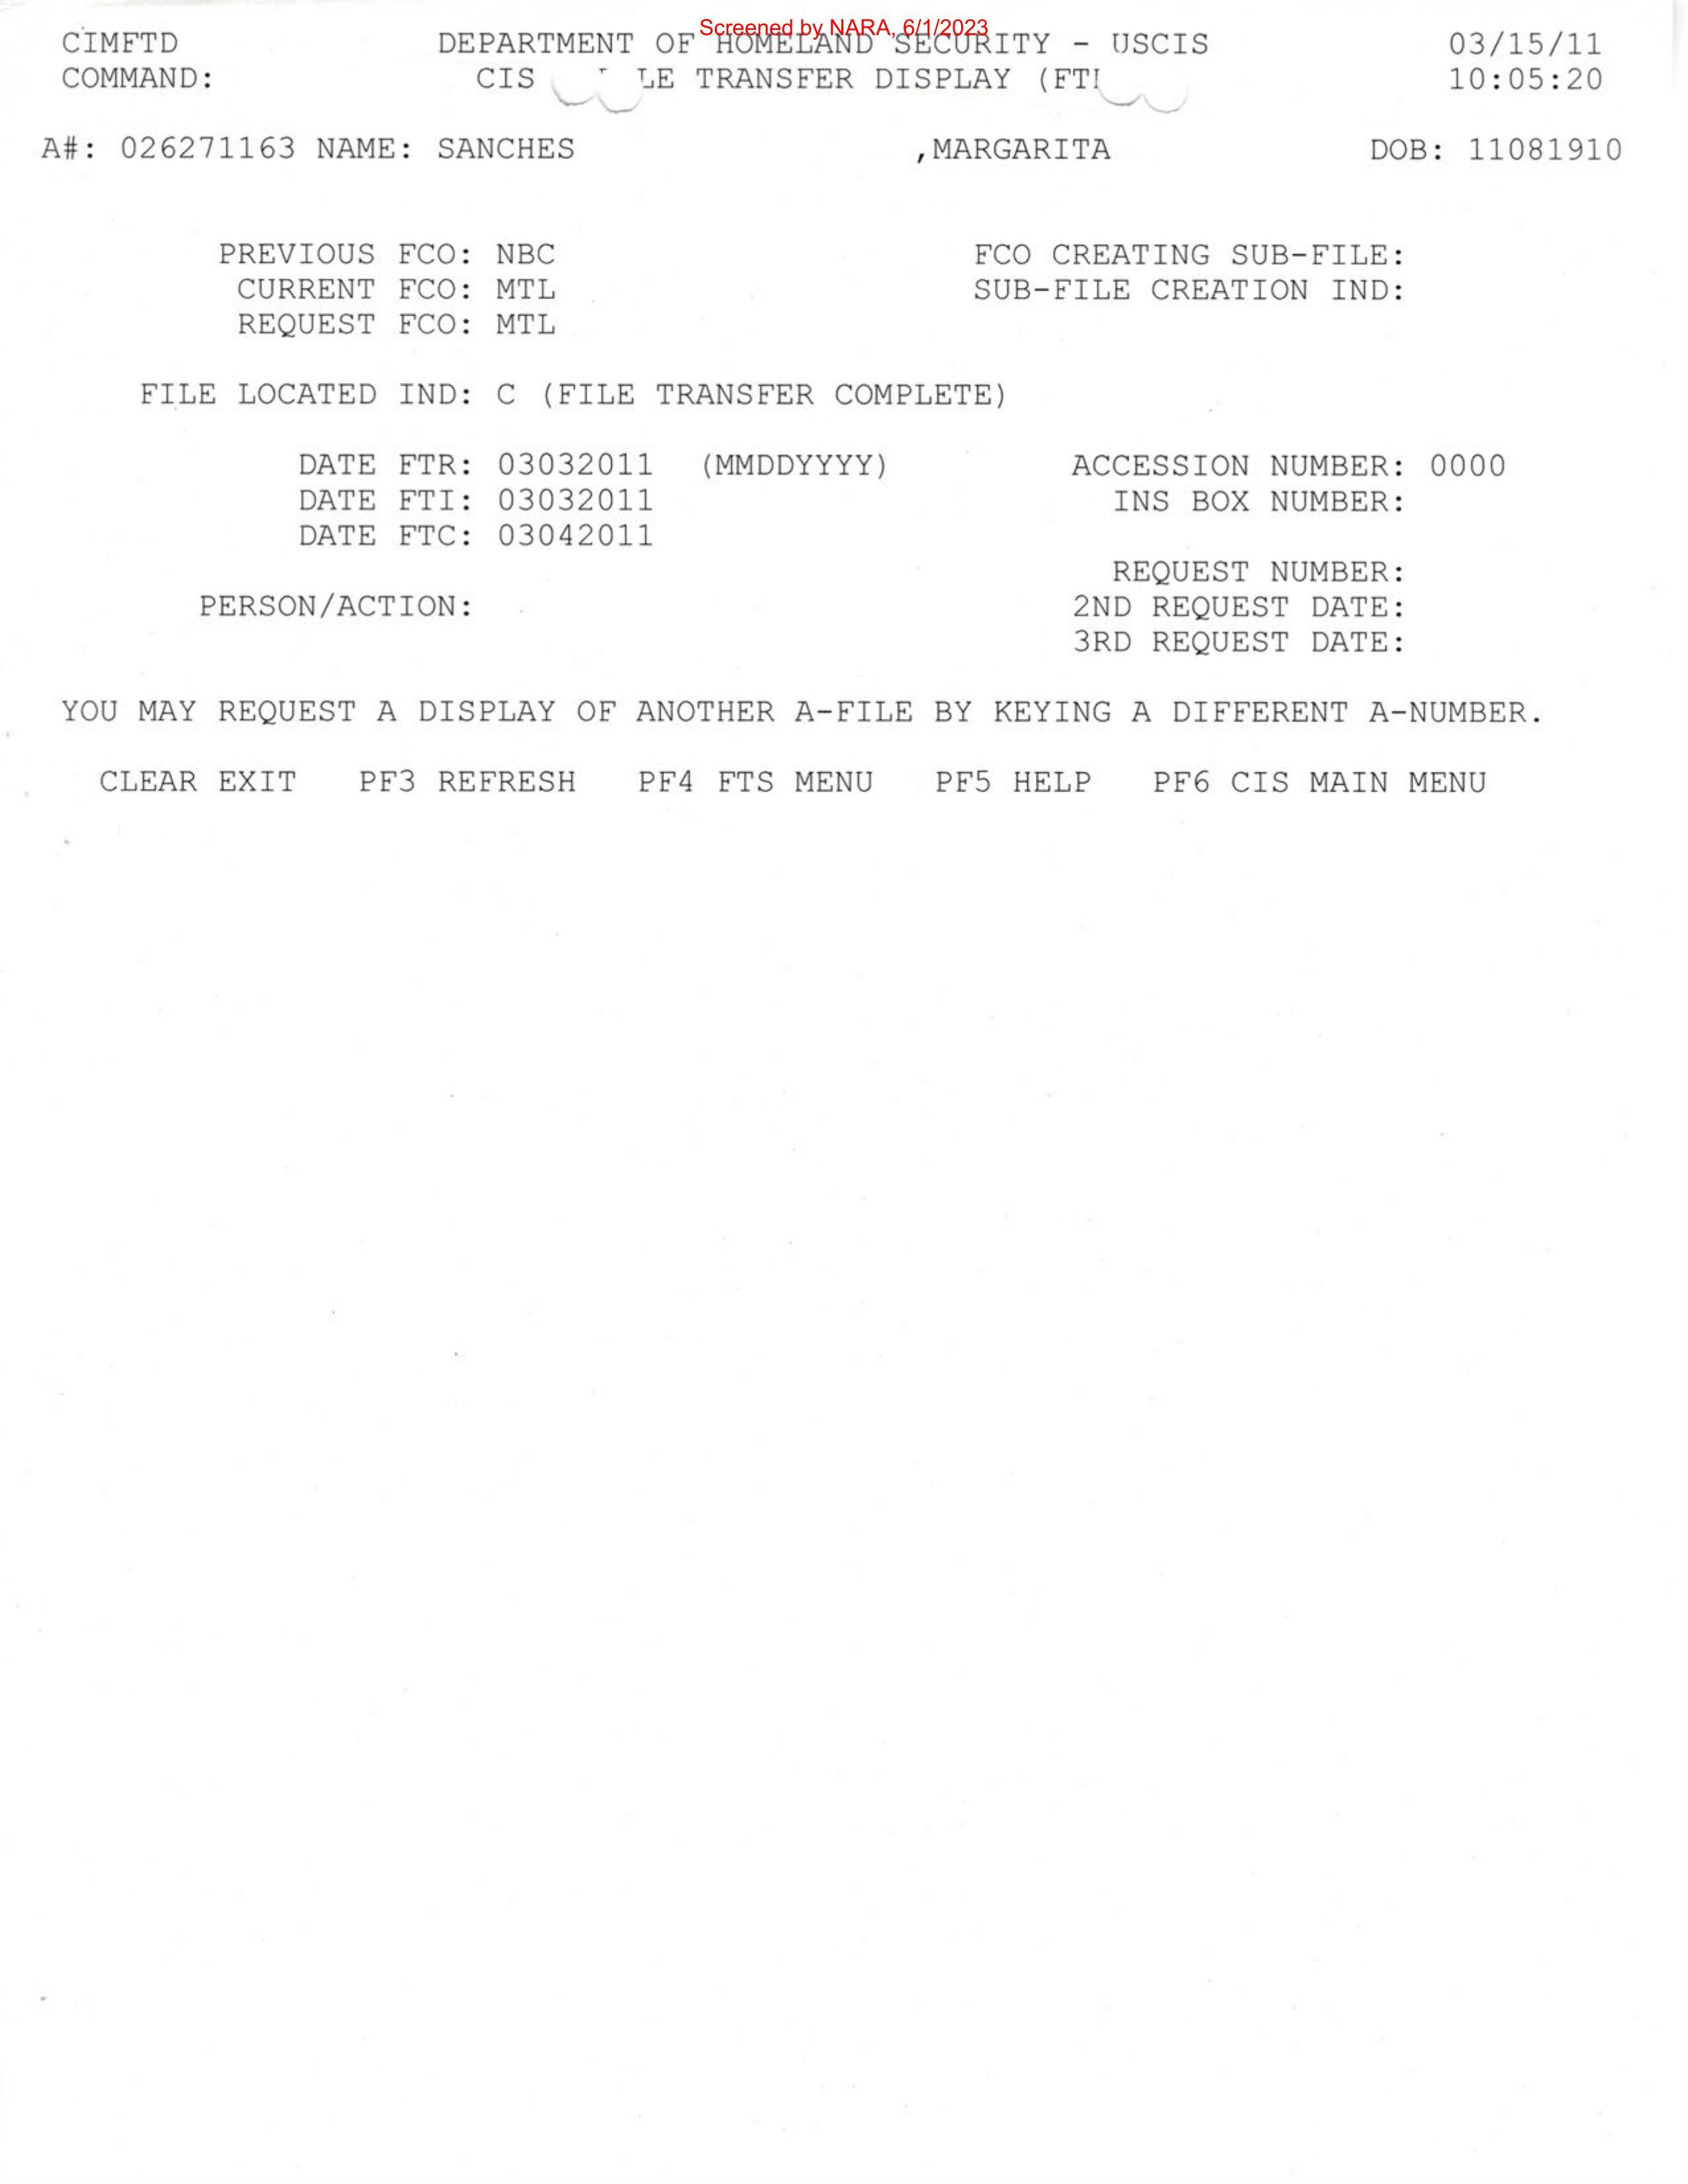 Screened by NARA, 6/1/2023
CIMFTD DEPARTMENT OF HOMELAND SECURITY - USCIS 03/15/11
COMMAND: CIS TRANSFER DISPLAY 10:05:20
A#: 026271163 NAME: SANCHES ,MARGARITA DOB: 11081910
PREVIOUS FCO: NBC FCO CREATING SUB-FILE:
CURRENT FCO: MTL SUB-FILE CREATION IND:
REQUEST FCO: MTL
FILE LOCATED IND: C (FILE TRANSFER COMPLETE)
DATE FTR: 03032011 (MMDDYYYY) ACCESSION NUMBER: 0000
DATE FTI: 03032011 INS BOX NUMBER:
DATE FTC: 03042011
REQUEST NUMBER:
PERSON/ACTION: 2ND REQUEST DATE:
3RD REQUEST DATE:
YOU MAY REQUEST A DISPLAY OF ANOTHER A-FILE BY KEYING A DIFFERENT A-NUMBER.
CLEAR EXIT PF3 REFRESH PF4 FTS MENU PF5 HELP PF6 CIS MAIN MENU